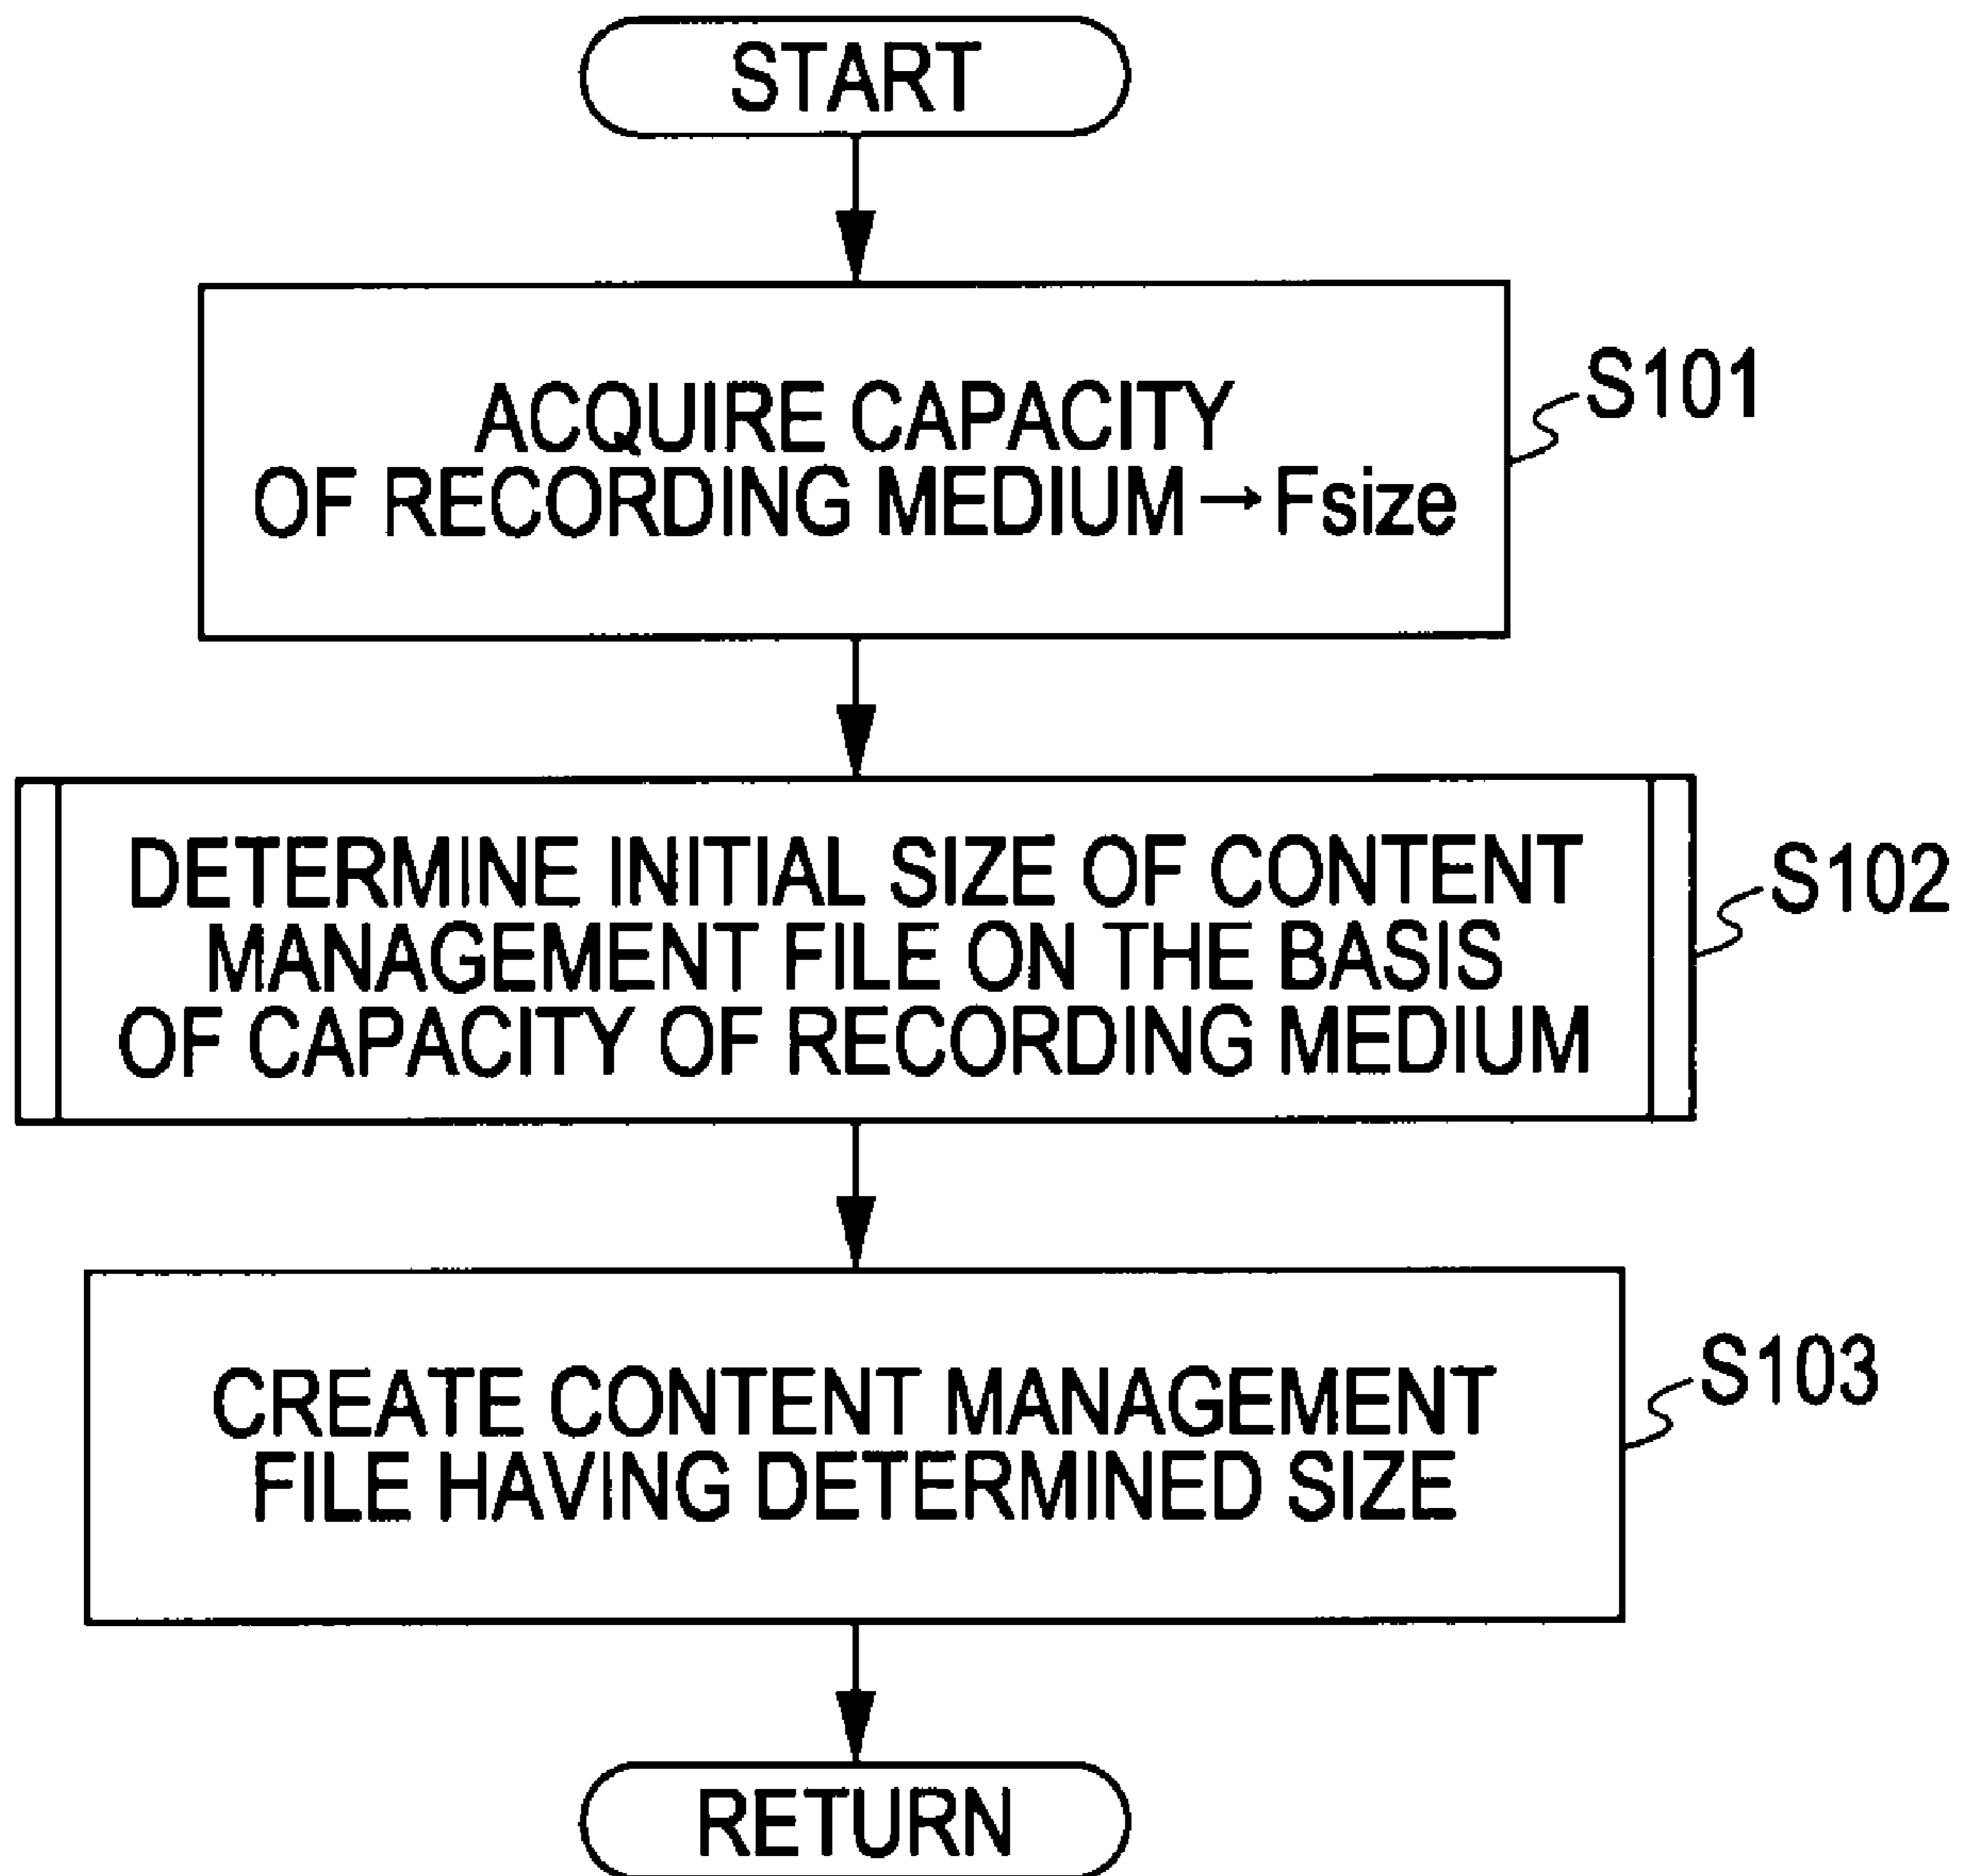 START
ACQUIRE CAPACITY
OF RECORDING MEDIUM→Fsize
S101
DETERMINE INITIAL SIZE OF CONTENT
MANAGEMENT FILE ON THE BASIS
OF CAPACITY OF RECORDING MEDIUM
S102
CREATE CONTENT MANAGEMENT
FILE HAVING DETERMINED SIZE
S103
RETURN